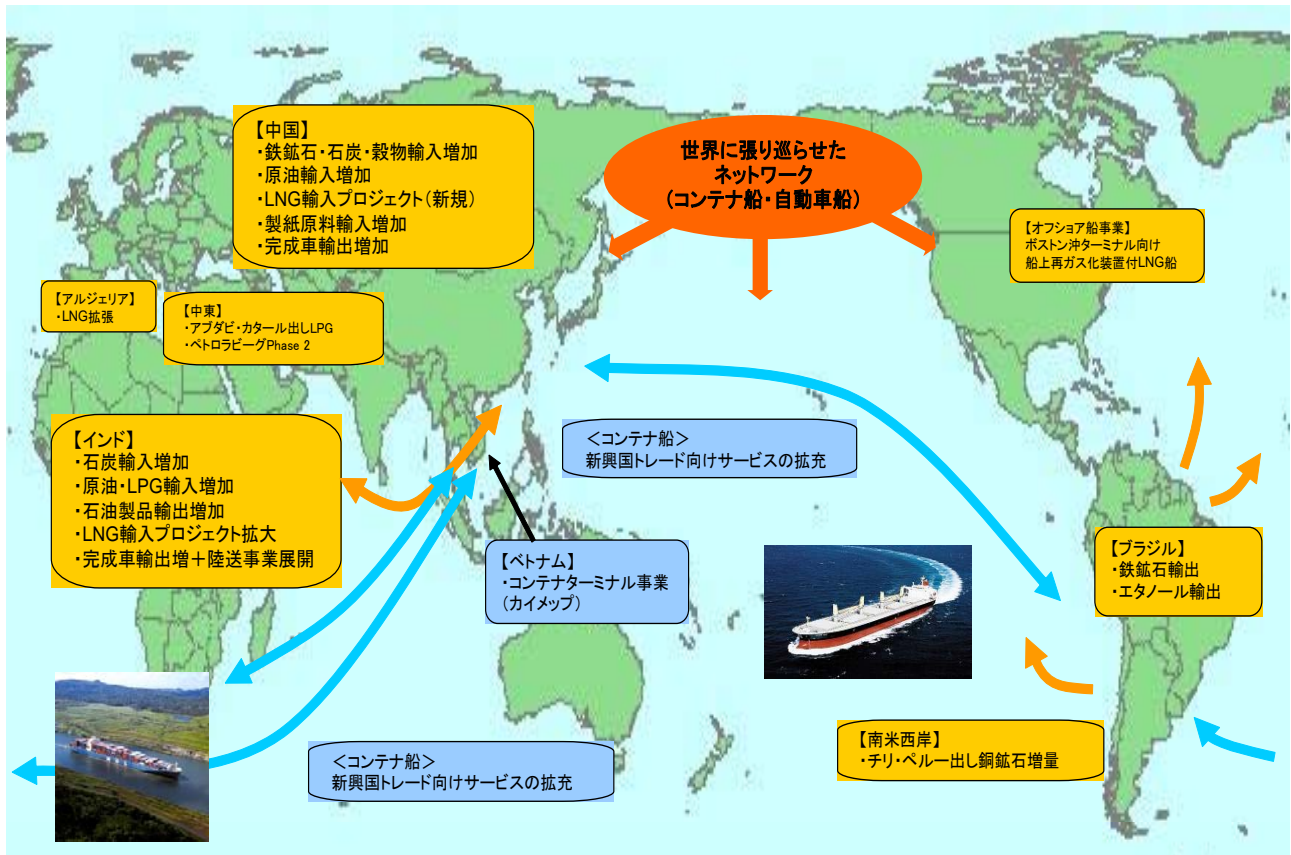 【中国】
・鉄鉱石・石炭・穀物輸入増加
・原油輸入増加
・LNG輸入プロジェクト(新規)
・製紙原料輸入増加
・完成車輸出増加
世界に張り巡らせた
ネットワーク
(コンテナ船・自動車船)
【オフショア船事業】
ボストン沖ターミナル向け
船上再ガス化装置付LNG船
【アルジェリア】
・LNG拡張
【中東】
・アブダビ・カタール出しLPG
・ペトロラビーグPhase 2
【インド】
・石炭輸入増加
・原油・LPG輸入増加
・石油製品輸出増加
・LNG輸入プロジェクト拡大
・完成車輸出増+陸送事業展開
<コンテナ船>
新興国トレード向けサービスの拡充
【ベトナム】
・コンテナターミナル事業
(カイメップ)
【ブラジル】
・鉄鉱石輸出
・エタノール輸出
【南米西岸】
・チリ・ペルー出し銅鉱石増量
<コンテナ船>
新興国トレード向けサービスの拡充